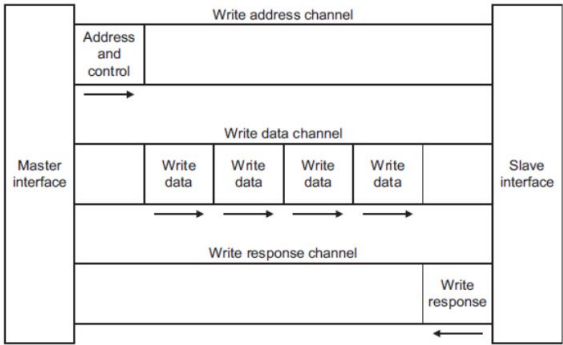 Write address channel
Address
and
control
Write data channel
Master
interface
Write
data
Write
data
Write
data
Write
data
Slave
interface
Write response channel
Write
response